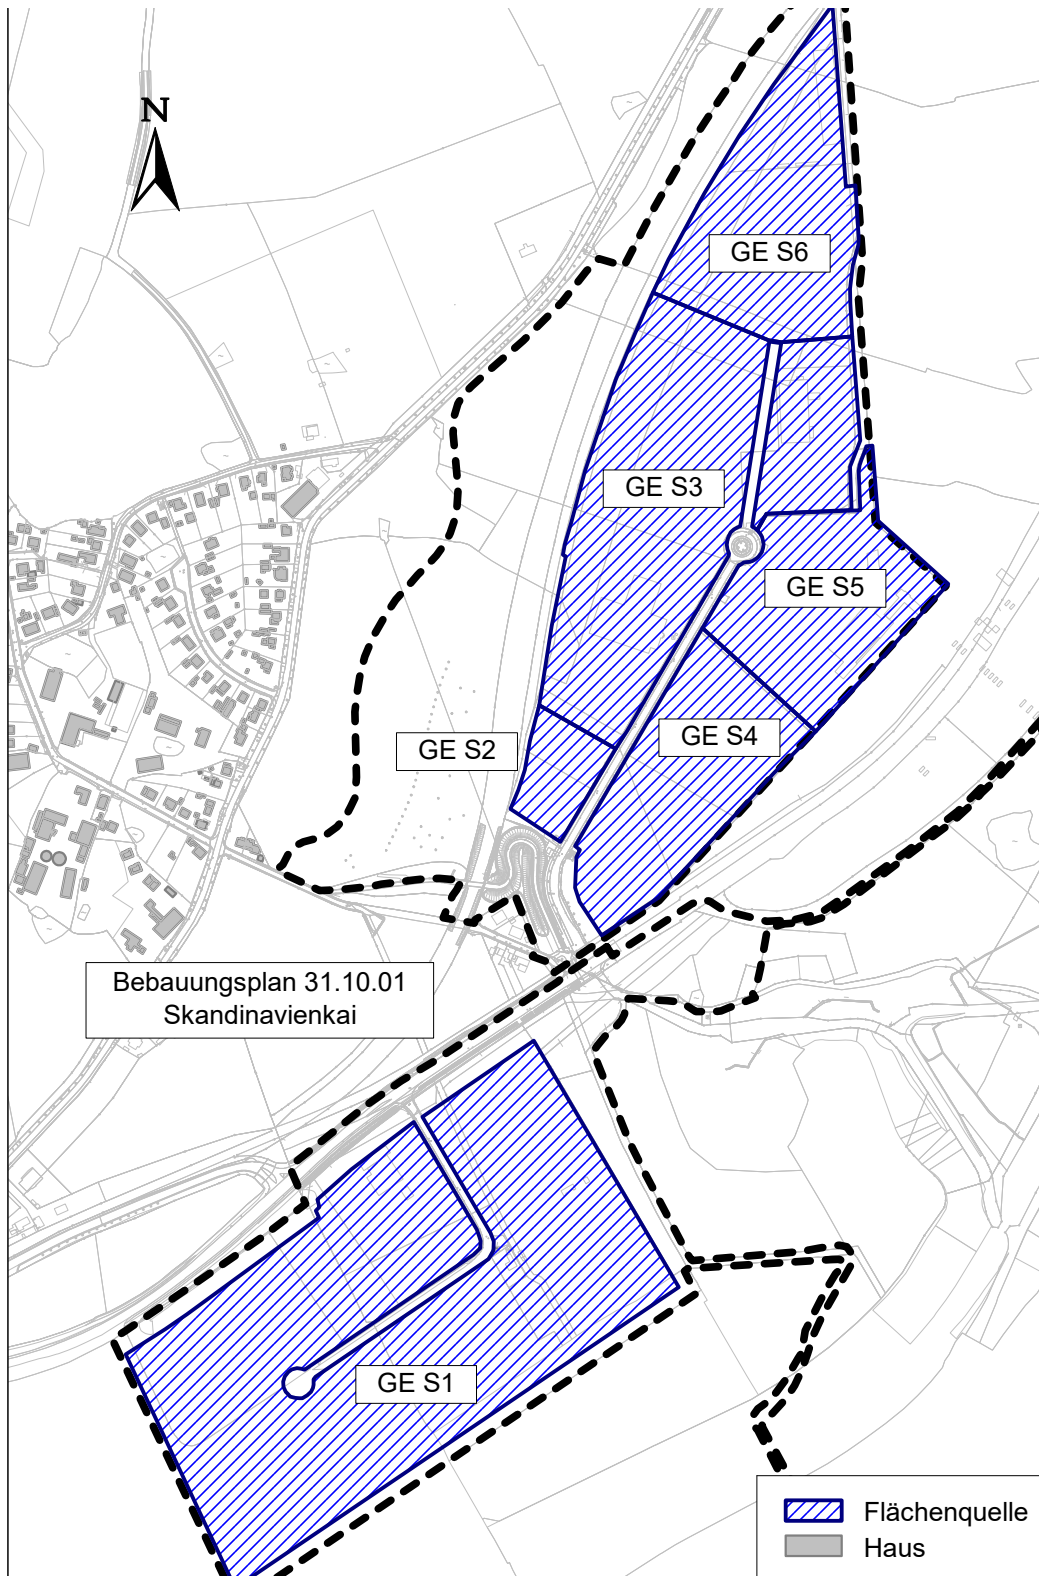 N
GE S6
GE S3
GE S5
GE S2
GE S4
Bebauungsplan 31.10.01
Skandinavienkai
GE S1
Flächenquelle
Haus